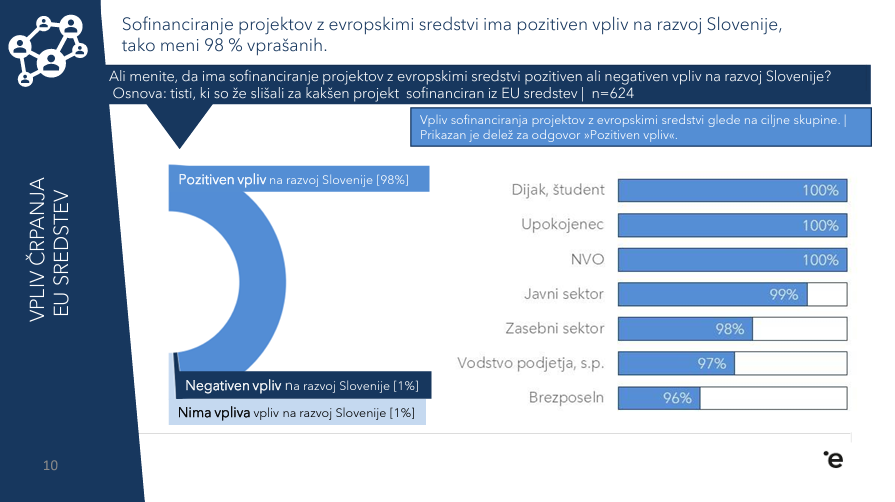 Sofinanciranje projektov z evropskimi sredstvi ima pozitiven vpliv na razvoj Slovenije,
tako meni 98 % vprašanih.
Ali menite, da ima sofinanciranje projektov z evropskimi sredstvi pozitiven ali negativen vpliv na razvoj Slovenije?
Osnova: tisti, ki so že slišali za kakšen projekt sofinanciran iz EU sredstev | n=624
Vpliv sofinanciranja projektov z evropskimi sredstvi glede na ciljne skupine. |
Prikazan je delež za odgovor »Pozitiven vpliv«.
VPLIV ČRPANJA
EU SREDSTEV
Pozitiven vpliv na razvoj Slovenije [98%]
Negativen vpliv na razvoj Slovenije [1%]
Nima vpliva vpliv na razvoj Slovenije [1%]
Dijak, študent 100%
Upokojenec 100%
NVO 100%
Javni sektor 99%
Zasebni sektor 98%
Vodstvo podjetja, s.p. 97%
Brezposeln 96%
10
e